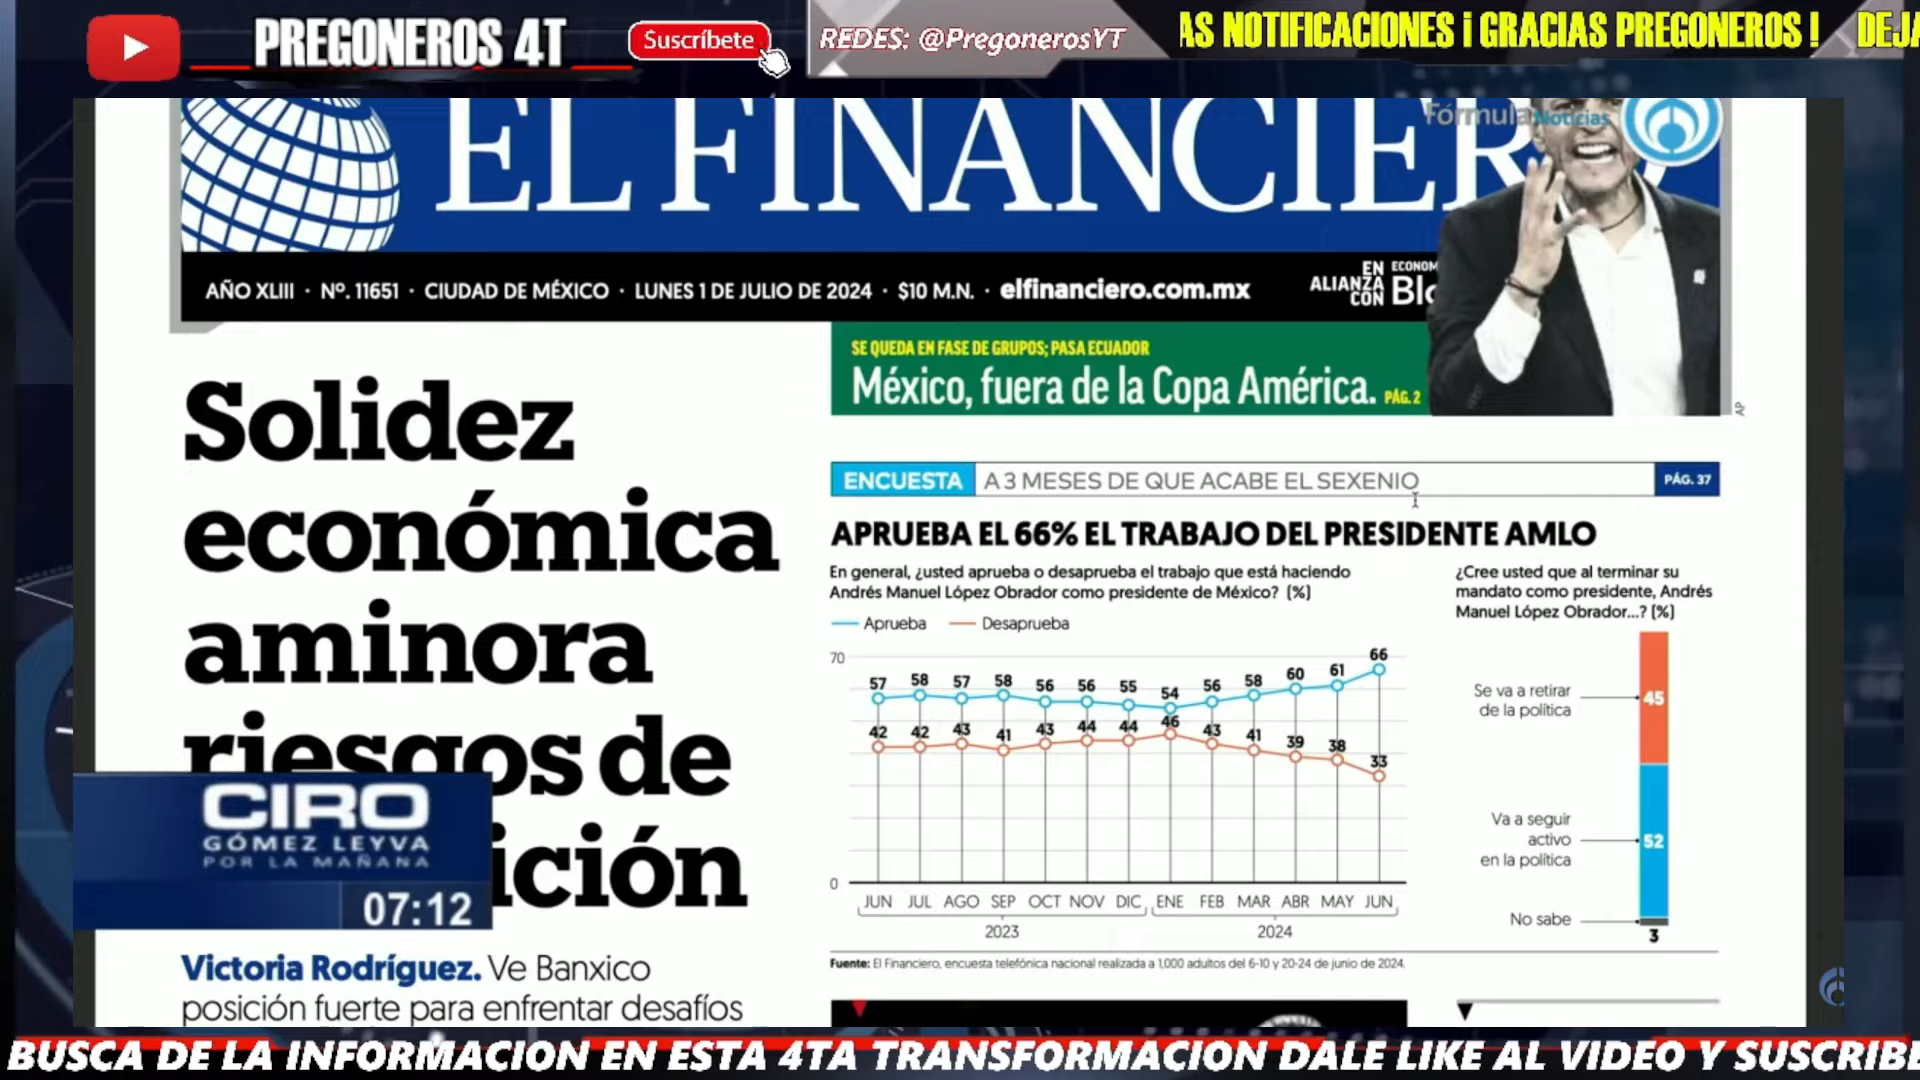 PREGONEROS 4T
Suscríbete
REDES: @PregonerosYT
AS NOTIFICACIONES ¡ GRACIAS PREGONEROS ! DEJA
EL FINANCIERO
Fórmula Noticias
AÑO XLIII · Nº. 11651 · CIUDAD DE MÉXICO · LUNES 1 DE JULIO DE 2024 · $10 M.N. · elfinanciero.com.mx
EN ALIANZA CON
ECONOM
Blo
SE QUEDA EN FASE DE GRUPOS; PASA ECUADOR
México, fuera de la Copa América. PÁG. 2
AP
Solidez
económica
aminora
riesgos de
ición
CIRO
GÓMEZ LEYVA
POR LA MAÑANA
07:12
Victoria Rodríguez. Ve Banxico
posición fuerte para enfrentar desafíos
ENCUESTA A 3 MESES DE QUE ACABE EL SEXENIO PÁG. 37
APRUEBA EL 66% EL TRABAJO DEL PRESIDENTE AMLO
En general, ¿usted aprueba o desaprueba el trabajo que está haciendo
Andrés Manuel López Obrador como presidente de México? (%)
Aprueba Desaprueba
70
57 58 57 58 56 56 55 54 56 58 60 61 66
42 42 43 41 43 44 44 46 43 41 39 38 33
0
JUN JUL AGO SEP OCT NOV DIC ENE FEB MAR ABR MAY JUN
2023 2024
¿Cree usted que al terminar su
mandato como presidente, Andrés
Manuel López Obrador...? (%)
Se va a retirar
de la política
45
Va a seguir
activo
en la política
52
No sabe
3
Fuente: El Financiero, encuesta telefónica nacional realizada a 1,000 adultos del 6-10 y 20-24 de junio de 2024.
BUSCA DE LA INFORMACION EN ESTA 4TA TRANSFORMACION DALE LIKE AL VIDEO Y SUSCRIBE